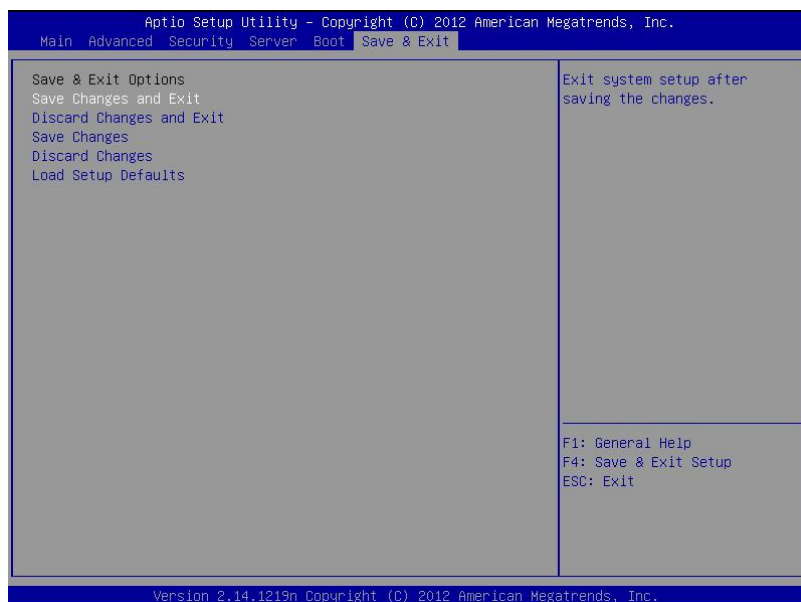 Aptio Setup Utility – Copyright (C) 2012 American Megatrends, Inc.
Main Advanced Security Server Boot Save & Exit
Save & Exit Options
Save Changes and Exit
Discard Changes and Exit
Save Changes
Discard Changes
Load Setup Defaults
Exit system setup after
saving the changes.
F1: General Help
F4: Save & Exit Setup
ESC: Exit
Version 2.14.1219n Copyright (C) 2012 American Megatrends, Inc.